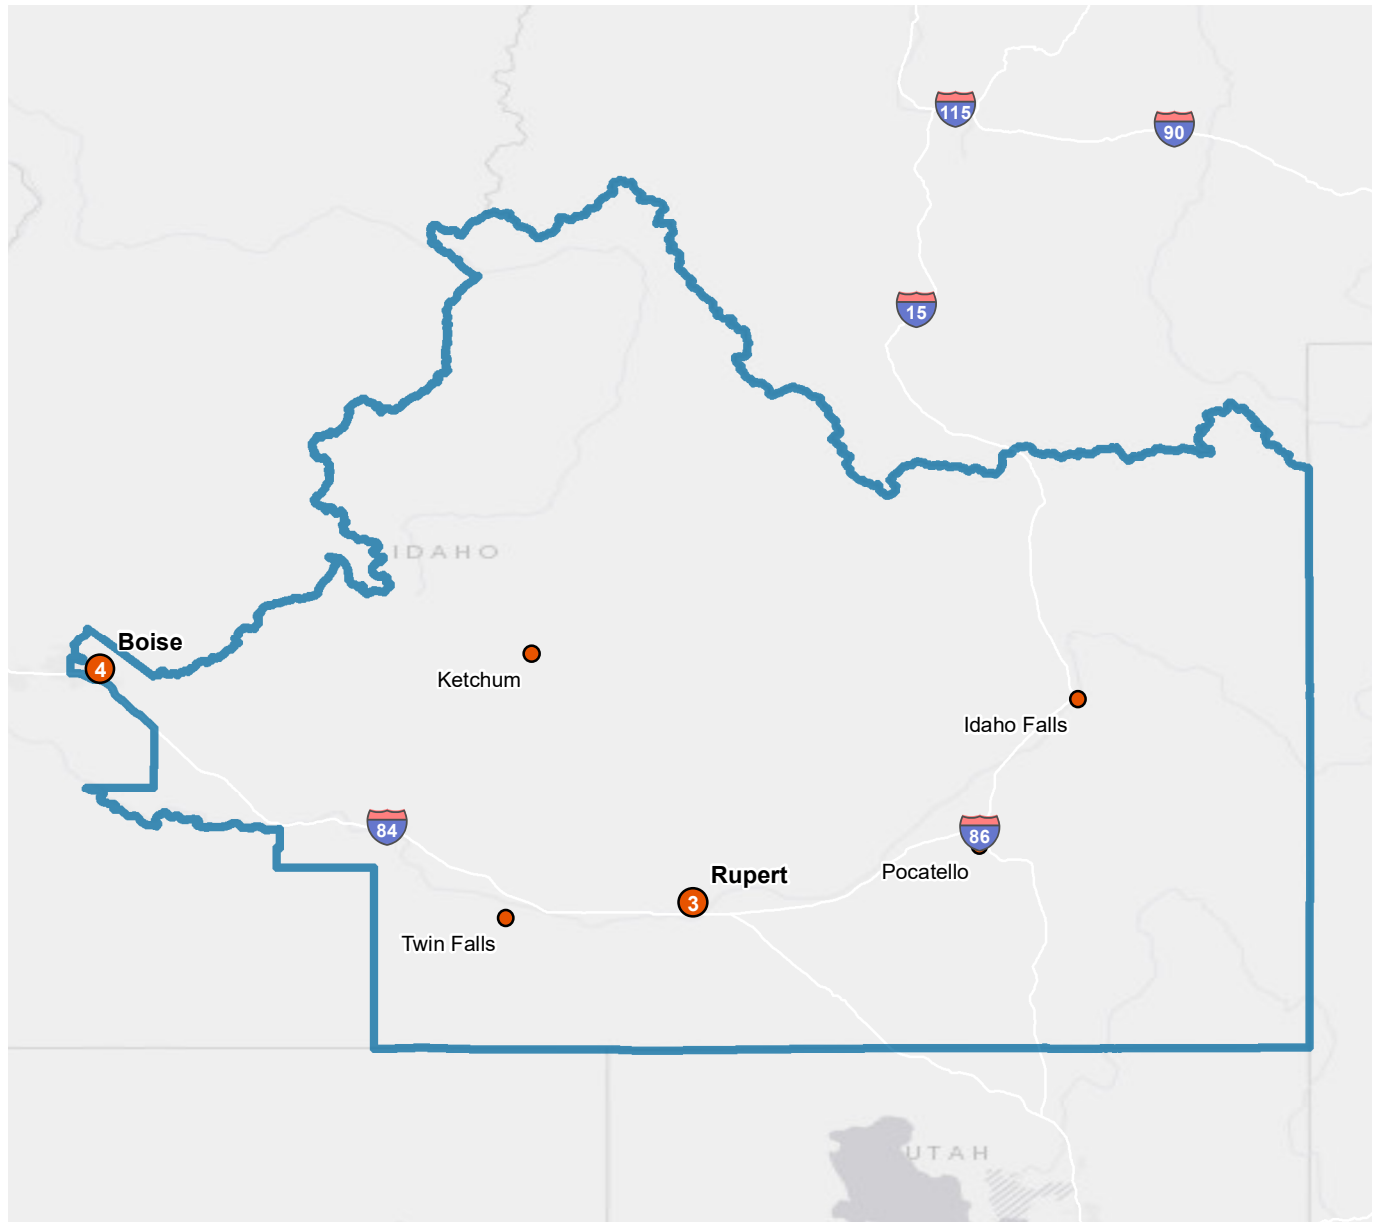 115
90
15
IDAHO
Boise
4
Ketchum
Idaho Falls
84
86
Pocatello
Rupert
3
Twin Falls
UTAH